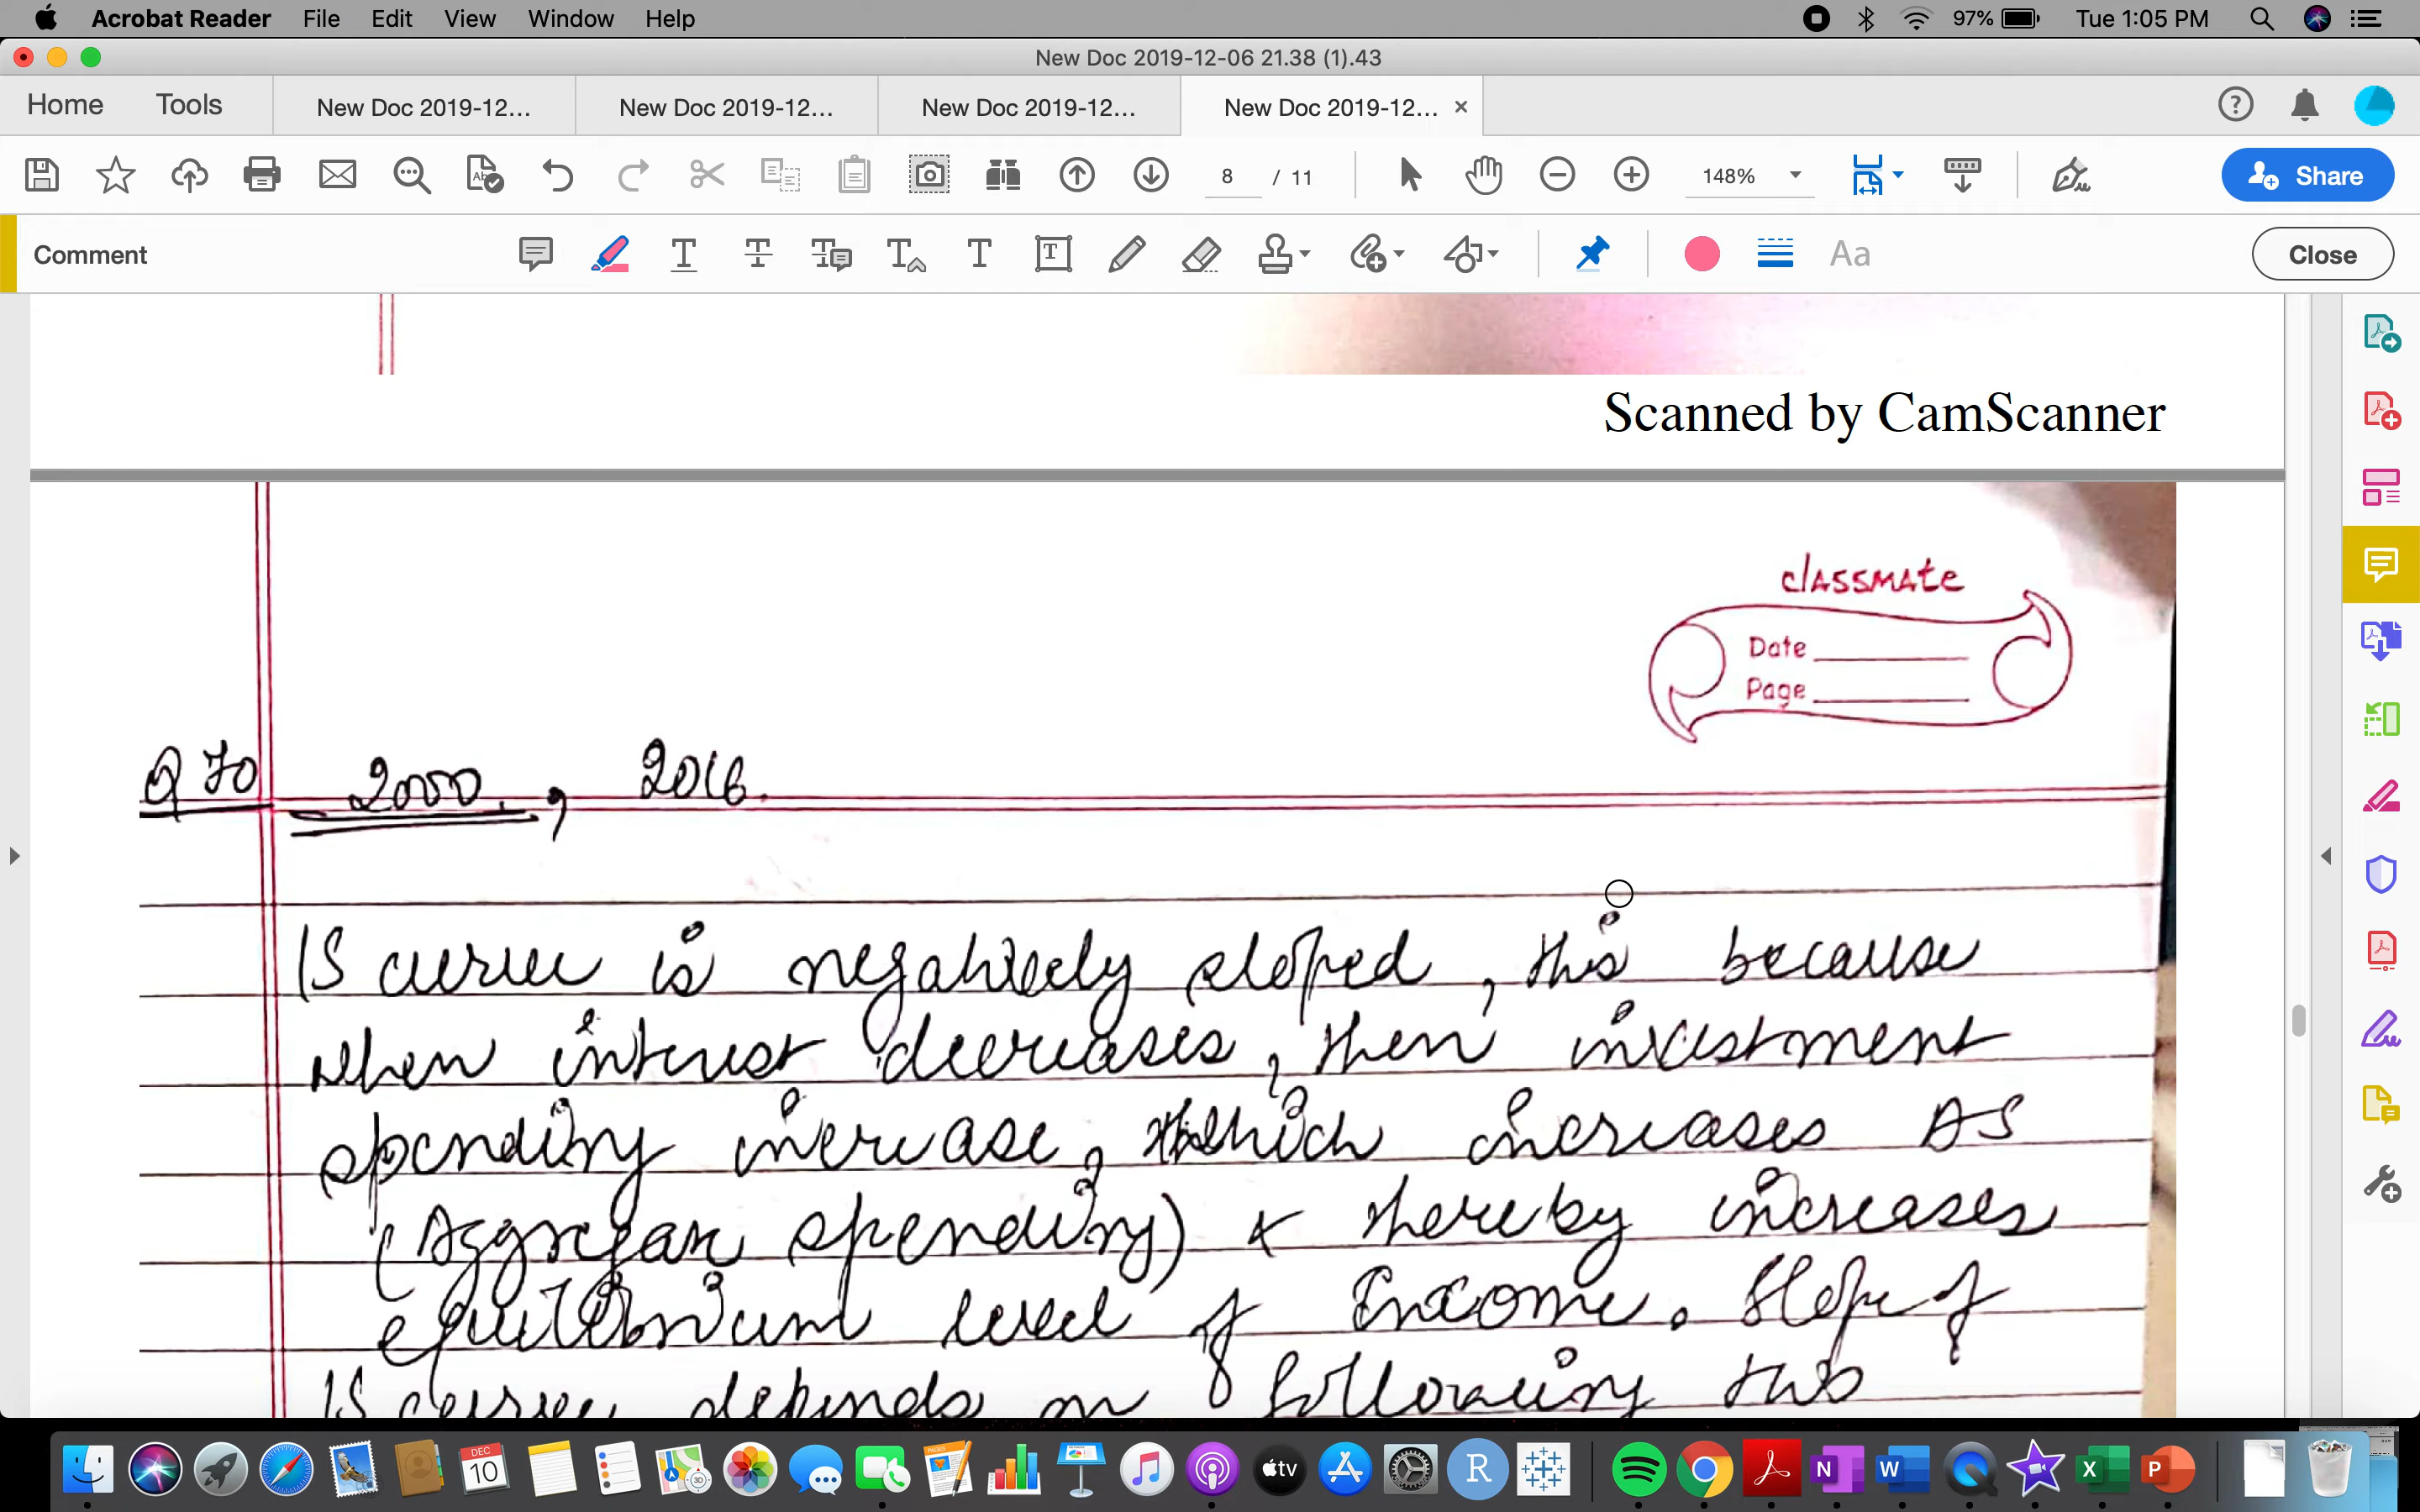 Acrobat Reader File Edit View Window Help 97% Tue 1:05 PM
New Doc 2019-12-06 21.38 (1).43
Home Tools New Doc 2019-12... New Doc 2019-12... New Doc 2019-12... New Doc 2019-12... ×
8 / 11 148% Share
Comment Aa Close
Scanned by CamScanner
classmate
Date
Page
Q 70 2000, 2016.
IS curve is negatively sloped, this because
when interest decreases, then investment
spending increase, which increases AS
(Aggregate spending) & thereby increases
equilibrium level of Income. Slope of
IS curve depends on following two
DEC
10
PAGES
tv
R
N
W
X
P